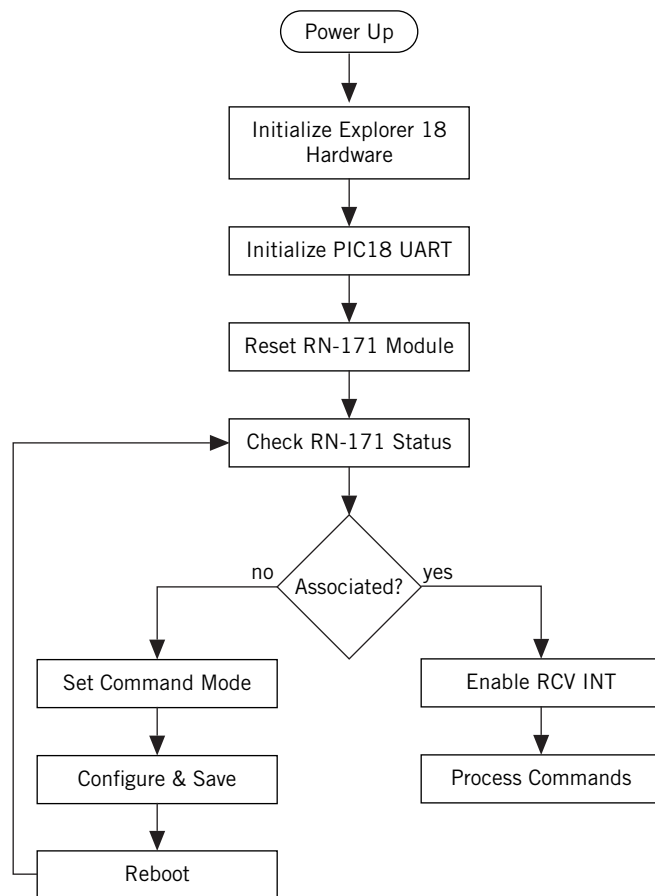 Power Up
Initialize Explorer 18
Hardware
Initialize PIC18 UART
Reset RN-171 Module
Check RN-171 Status
no
Associated?
yes
Set Command Mode
Enable RCV INT
Configure & Save
Process Commands
Reboot